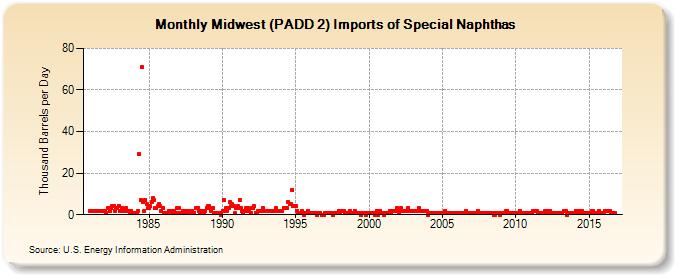 Monthly Midwest (PADD 2) Imports of Special Naphthas
Thousand Barrels per Day
80
60
40
20
0
1985 1990 1995 2000 2005 2010 2015
Source: U.S. Energy Information Administration